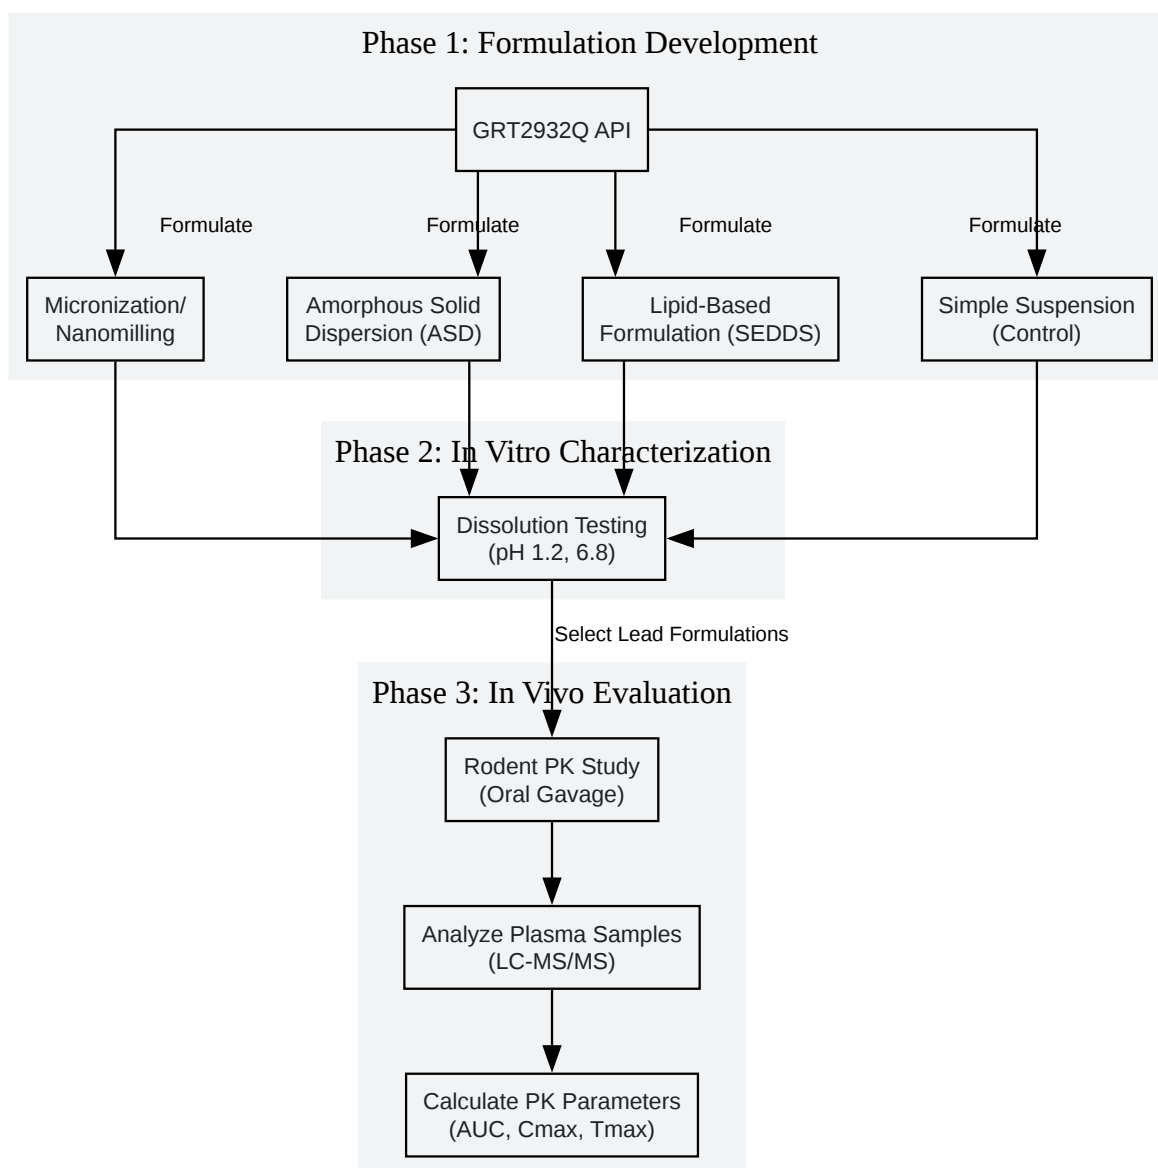 Phase 1: Formulation Development
GRT2932Q API
Formulate
Formulate
Formulate
Formulate
Micronization/
Nanomilling
Amorphous Solid
Dispersion (ASD)
Lipid-Based
Formulation (SEDDS)
Simple Suspension
(Control)
Phase 2: In Vitro Characterization
Dissolution Testing
(pH 1.2, 6.8)
Select Lead Formulations
Phase 3: In Vivo Evaluation
Rodent PK Study
(Oral Gavage)
Analyze Plasma Samples
(LC-MS/MS)
Calculate PK Parameters
(AUC, Cmax, Tmax)